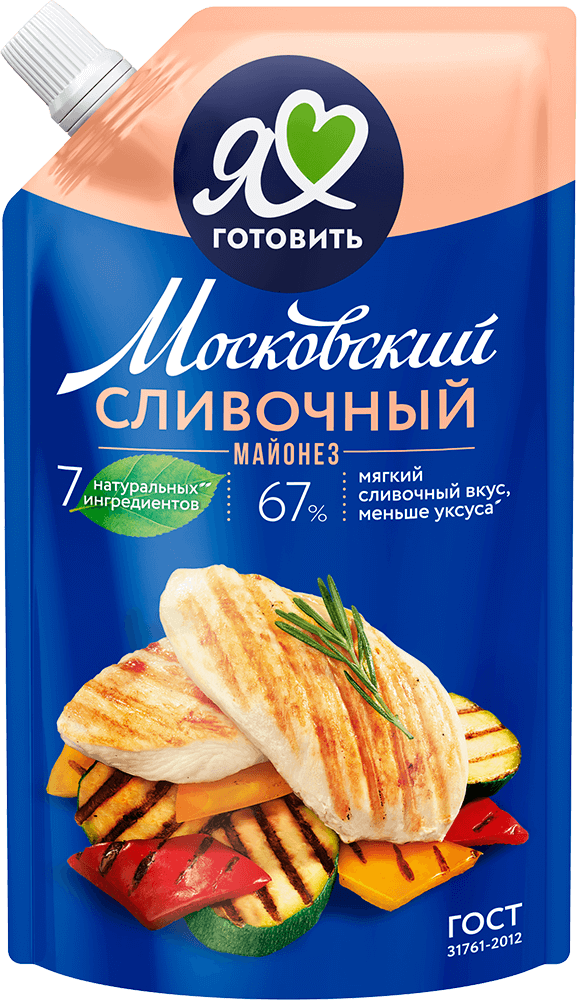 Я
ГОТОВИТЬ
Московский
СЛИВОЧНЫЙ
МАЙОНЕЗ
7 натуральных**
ингредиентов
67%
мягкий
сливочный вкус,
меньше уксуса*
ГОСТ
31761-2012